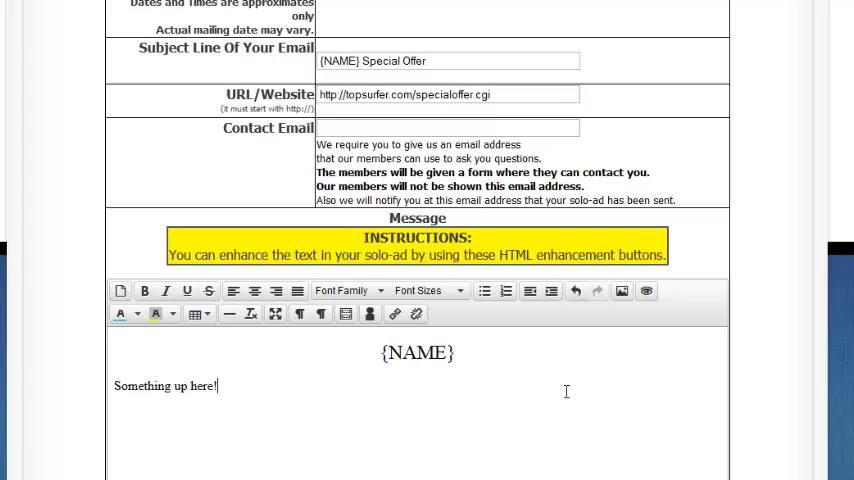 Dates and Times are approximates
only
Actual mailing date may vary.
Subject Line Of Your Email
{NAME} Special Offer
URL/Website
(it must start with http://)
http://topsurfer.com/specialoffer.cgi
Contact Email
We require you to give us an email address
that our members can use to ask you questions.
The members will be given a form where they can contact you.
Our members will not be shown this email address.
Also we will notify you at this email address that your solo-ad has been sent.
Message
INSTRUCTIONS:
You can enhance the text in your solo-ad by using these HTML enhancement buttons.
B I U S Font Family Font Sizes
A A
{NAME}
Something up here!